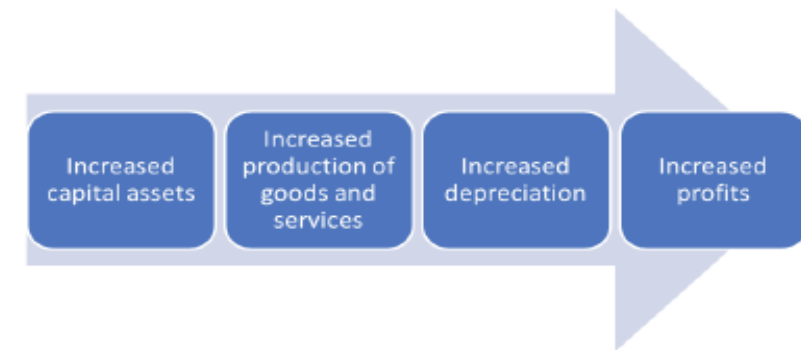 Increased
capital assets
Increased
production of
goods and
services
Increased
depreciation
Increased
profits